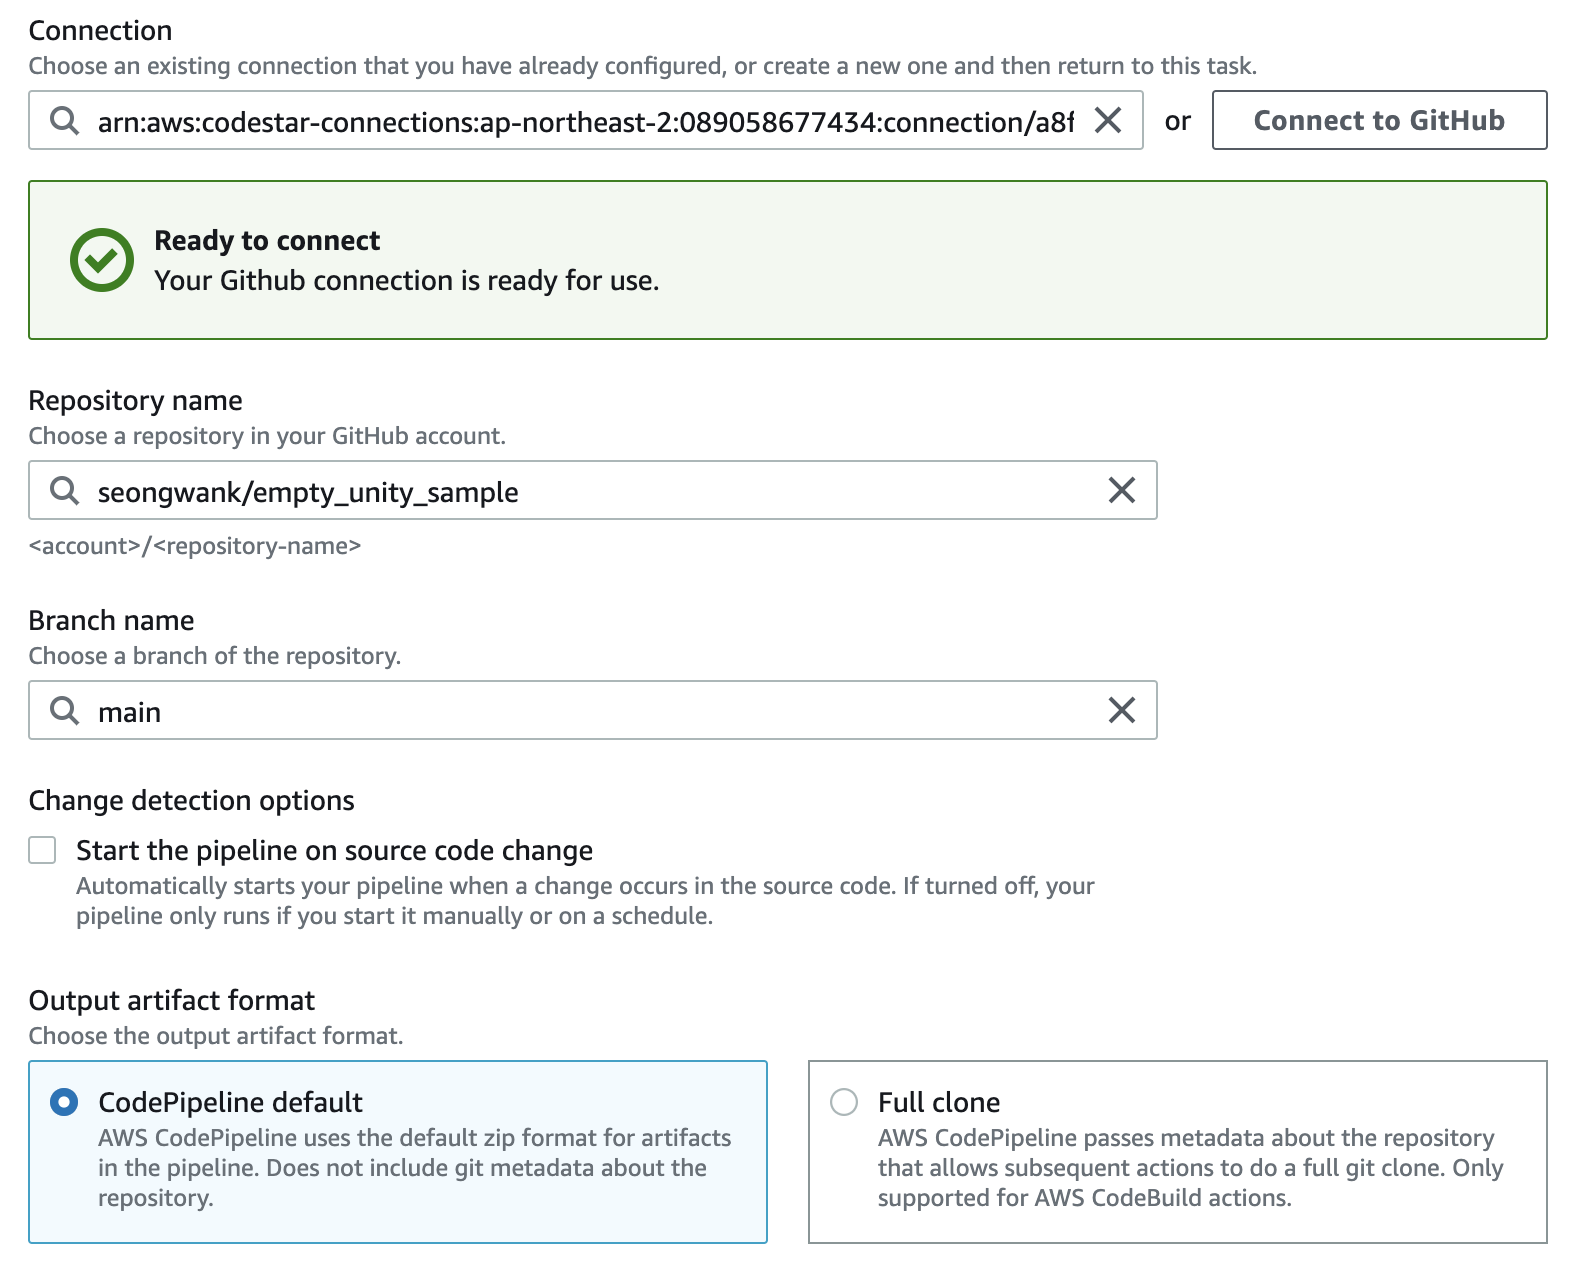 Connection
Choose an existing connection that you have already configured, or create a new one and then return to this task.
arn:aws:codestar-connections:ap-northeast-2:089058677434:connection/a8f
or
Connect to GitHub
Ready to connect
Your Github connection is ready for use.
Repository name
Choose a repository in your GitHub account.
seongwank/empty_unity_sample
<account>/<repository-name>
Branch name
Choose a branch of the repository.
main
Change detection options
Start the pipeline on source code change
Automatically starts your pipeline when a change occurs in the source code. If turned off, your
pipeline only runs if you start it manually or on a schedule.
Output artifact format
Choose the output artifact format.
CodePipeline default
AWS CodePipeline uses the default zip format for artifacts
in the pipeline. Does not include git metadata about the
repository.
Full clone
AWS CodePipeline passes metadata about the repository
that allows subsequent actions to do a full git clone. Only
supported for AWS CodeBuild actions.